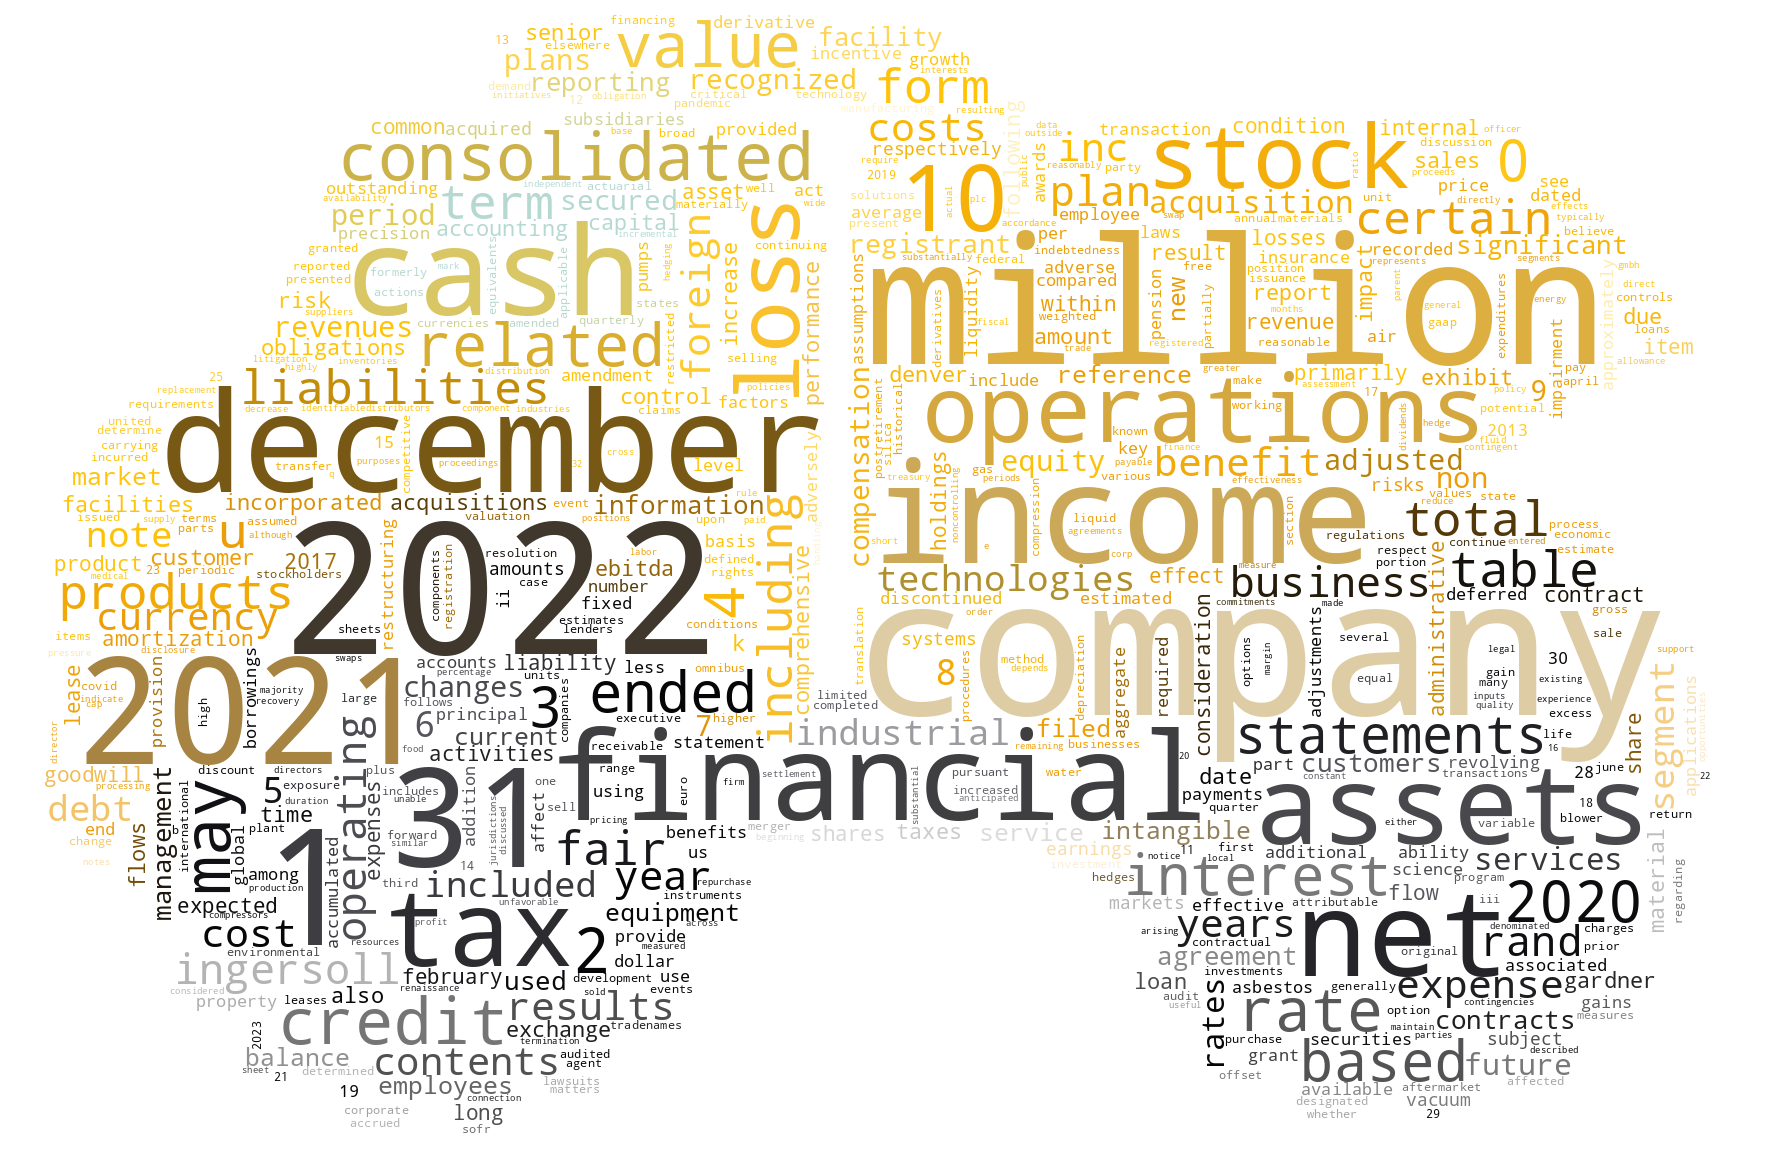 financing derivative
13 senior value facility
elsewhere incentive
plans growth
reporting recognized form interests
demand critical technology
initiatives 12 obligation pandemic manufacturing resulting
subsidiaries costs following data transaction condition internal officer
common acquired base broad provided outside discussion
consolidated respectively inc stock sales 0
require 10 reasonably party ratio proceeds
independent actuarial 2019 public awards price see
outstanding term asset well act plan unit directly dated
availability secured materially wide solutions actual plc acquisition certain effects
period capital average employee swap annual materials typically
precision accounting incremental present accordance per laws losses believe
granted cash foreign loss continuing registrant indebtedness result recorded significant
reported formerly mark equivalents hedging increase substantially federal adverse free insurance represents segments gmbh
presented actions applicable pumps million compared position direct
risk states performance assumptions liquidity within pension new issuance report impact parent expenditures energy controls
suppliers currencies amended quarterly derivatives fiscal weighted partially general due
revenues related restricted amount registered revenue months gaap loans
obligations trade reasonable air approximately item
litigation inventories selling greater impairment allowance
highly distribution policies compensation denver include reference primarily exhibit pay
25 liabilities amendment factors historical make assessment 17 policy 9 april
replacement control operations working potential
requirements decrease identifiable distributors component industries claims
united december known dividends hedge 2013
determine 15 competitive cross postretirement silica key finance fluid
carrying purposes proceedings 32 level gas equity payable benefit adjusted contingent
incurred transfer q adversely periods various risks non
market treasury effectiveness values state
facilities incorporated acquisitions event information rule holdings noncontrolling income reduce total
issued supply terms valuation positions upon paid short liquid compression section process
note parts assumed u 2022 including agreements regulations continue entered economic
although e corp respect estimate
product customer 2017 components resolution labor basis technologies effect measure portion table
medical 23 periodic stockholders registration amounts ebitda defined discontinued estimated business deferred contract
products restructuring ii case number rights order commitments made gross
currency sheets fixed 4 comprehensive consideration sale
items estimates conditions translation systems method company several administrative
amortization lenders k 8 depends required options legal support
pressure disclosure swaps accounts liability less omnibus procedures margin gain 30
lease covid 2021 percentage units equal many existing
indicate majority changes limited depreciation aggregate adjustments inputs experience segment applications opportunities
cap provision high borrowings recovery large follows 3 ended completed quality excess
6 principal companies executive 7 higher filed statements life share
director current industrial remaining businesses 16
food activities receivable statement 20 part customers revolving
goodwill discount directors plus range financial settlement pursuant water date transactions 28 june 22
processing management exposure operating includes one using euro firm increased constant
debt 5 duration unable sell substantial anticipated payments assets 18 return
time quarter variable blower
end may 1 31 addition affect pricing either
change b international plant forward benefits merger beginning shares taxes service intangible
flows global similar jurisdictions discussed fair earnings notice 11 first additional ability services
notes among 14 us investment local science
expected production expenses third included year repurchase hedges interest program material regarding
compressors accumulated unfavorable instruments markets effective attributable flow iii
cost profit tax equipment across years net 2020
resources arising denominated charges
environmental 2 provide measured contractual original rand prior
ingersoll february used dollar agreement associated
considered renaissance development use investments
property leases also sold events loan asbestos generally expense gardner
results audit rates contingencies
2023 credit exchange tradenames useful rate option contracts gains
termination maintain measures
balance contents audited purchase securities parties subject
sheet determined agent grant based described
21 lawsuits offset future affected
19 employees matters available aftermarket
connection designated vacuum
corporate long whether 29
accrued sofr